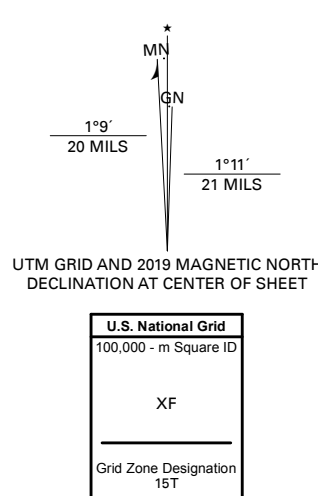 ★
MN
GN
1°9´
20 MILS
1°11´
21 MILS
UTM GRID AND 2019 MAGNETIC NORTH
DECLINATION AT CENTER OF SHEET
U.S. National Grid
100,000 - m Square ID
XF
Grid Zone Designation
15T